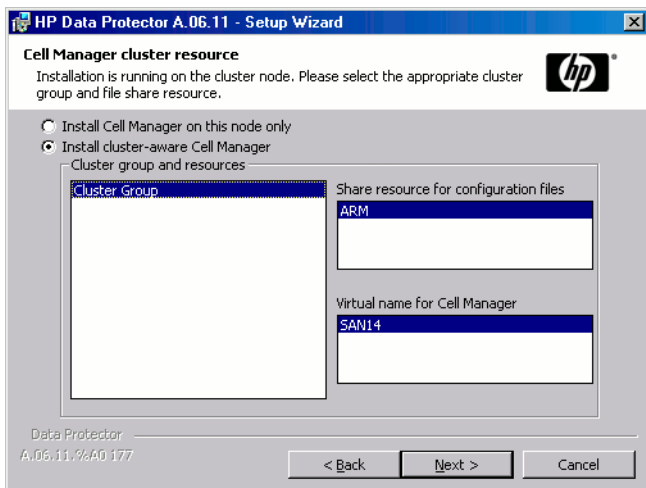 HP Data Protector A.06.11 - Setup Wizard
Cell Manager cluster resource
Installation is running on the cluster node. Please select the appropriate cluster
group and file share resource.
hp
Install Cell Manager on this node only
Install cluster-aware Cell Manager
Cluster group and resources
Cluster Group
Share resource for configuration files
ARM
Virtual name for Cell Manager
SAN14
Data Protector
A.06.11.%A0 177
< Back
Next >
Cancel